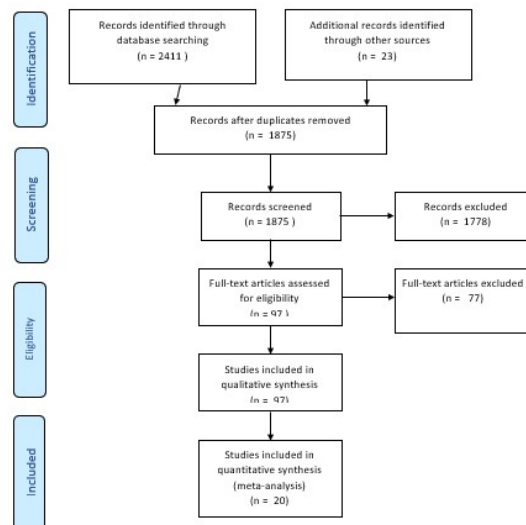 Identification
Records identified through
database searching
(n = 2411 )
Additional records identified
through other sources
(n = 23)
Records after duplicates removed
(n = 1875)
Screening
Records screened
(n = 1875 )
Records excluded
(n = 1778)
Eligibility
Full-text articles assessed
for eligibility
(n = 97 )
Full-text articles excluded
(n = 77)
Studies included in
qualitative synthesis
(n = 97)
Included
Studies included in
quantitative synthesis
(meta-analysis)
(n = 20)